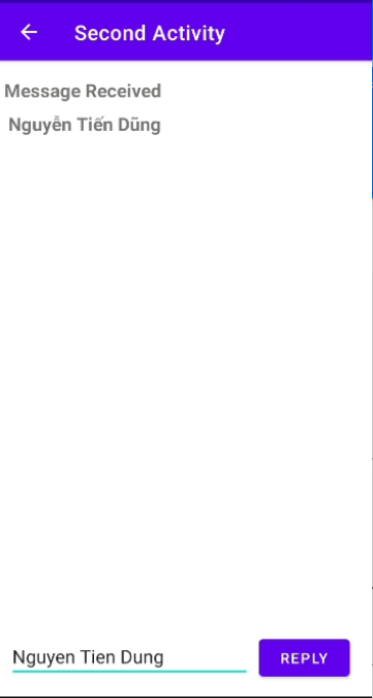 Second Activity
Message Received
Nguyễn Tiến Dũng
Nguyen Tien Dung
REPLY